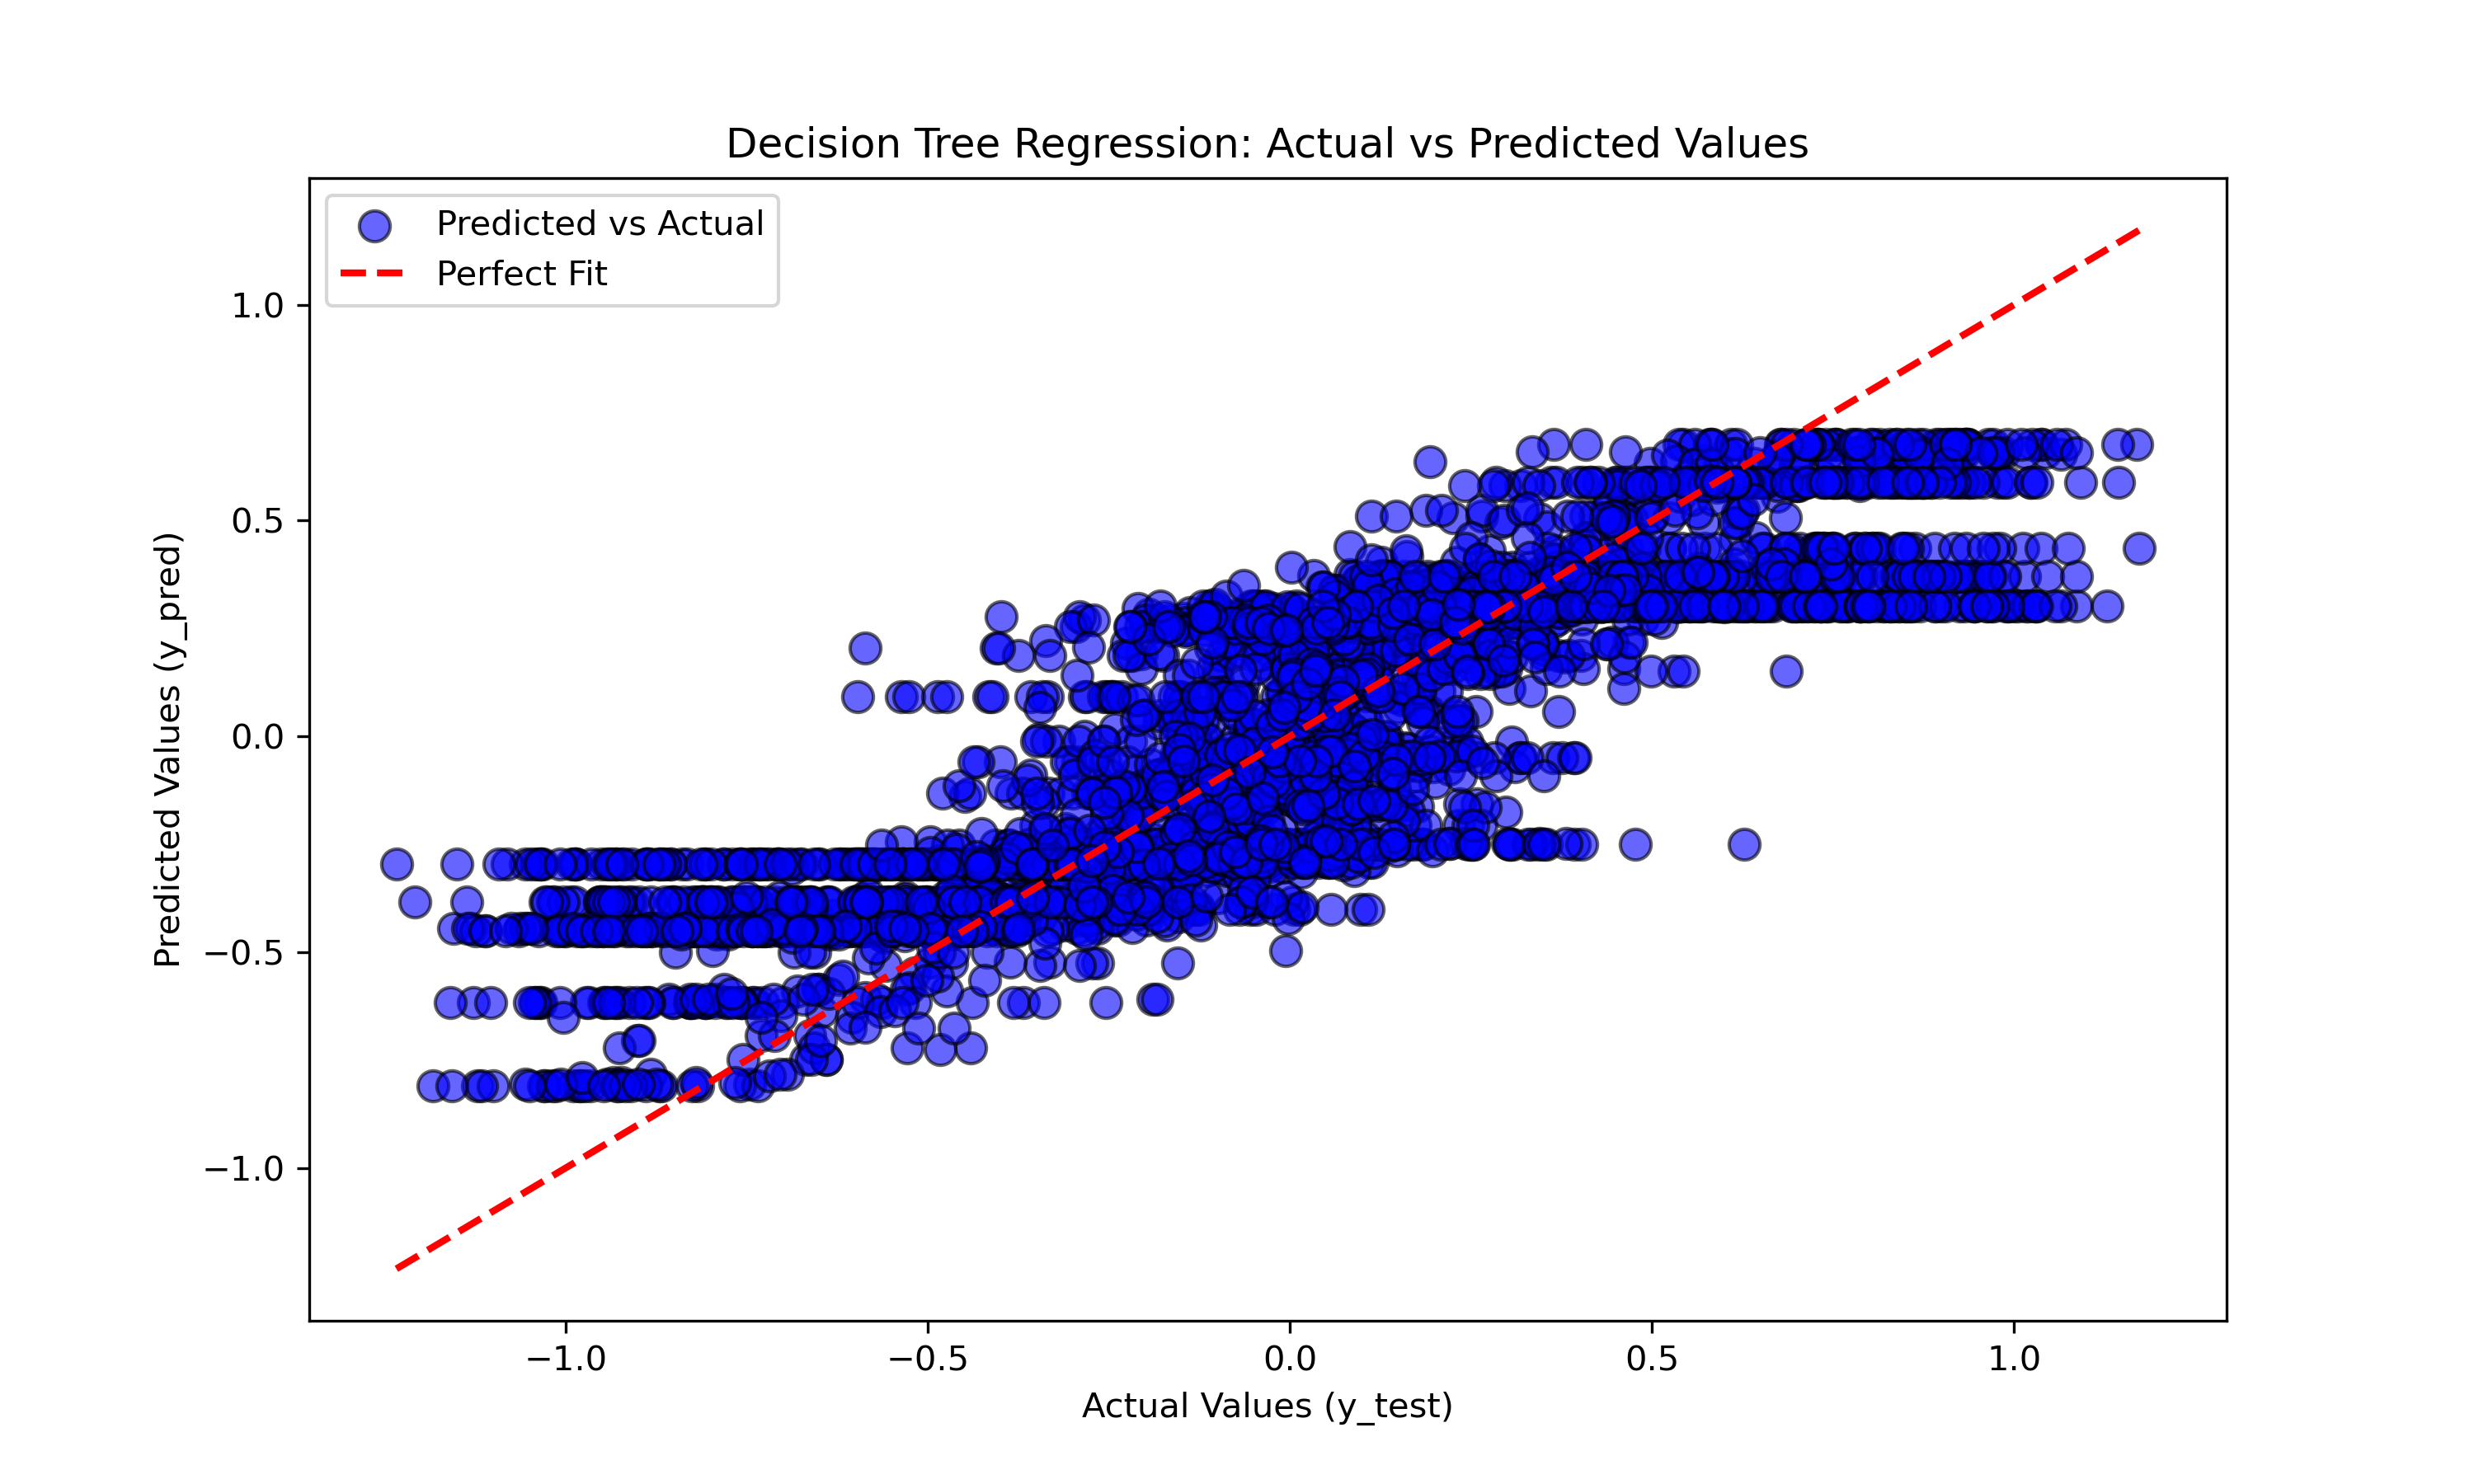 Decision Tree Regression: Actual vs Predicted Values
Predicted vs Actual
Perfect Fit
1.0
0.5
0.0
−0.5
−1.0
Predicted Values (y_pred)
−1.0
−0.5
0.0
0.5
1.0
Actual Values (y_test)